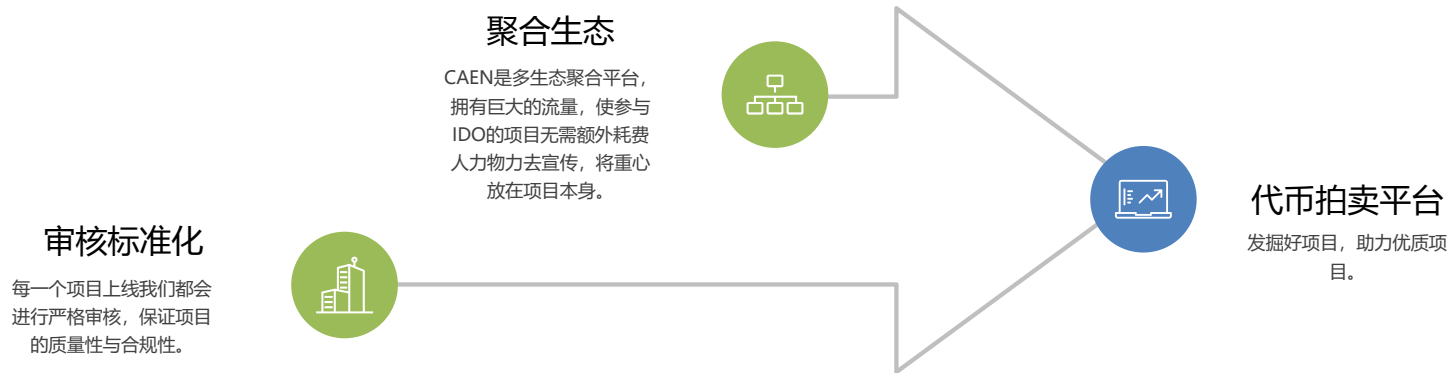 聚合生态
CAEN是多生态聚合平台，
拥有巨大的流量，使参与
IDO的项目无需额外耗费
人力物力去宣传，将重心
放在项目本身。
审核标准化
每一个项目上线我们都会
进行严格审核，保证项目
的质量性与合规性。
代币拍卖平台
发掘好项目，助力优质项
目。